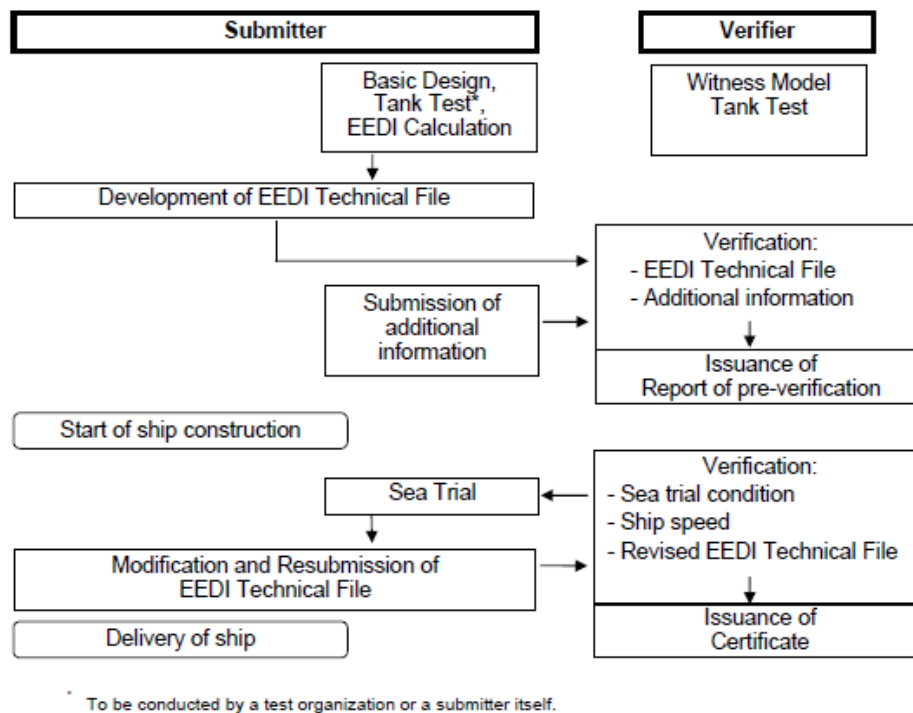 Submitter
Verifier
Basic Design,
Tank Test*,
EEDI Calculation
Witness Model
Tank Test
Development of EEDI Technical File
Verification:
- EEDI Technical File
- Additional information
Submission of
additional
information
Issuance of
Report of pre-verification
Start of ship construction
Verification:
- Sea trial condition
- Ship speed
- Revised EEDI Technical File
Sea Trial
Modification and Resubmission of
EEDI Technical File
Issuance of
Certificate
Delivery of ship
* To be conducted by a test organization or a submitter itself.